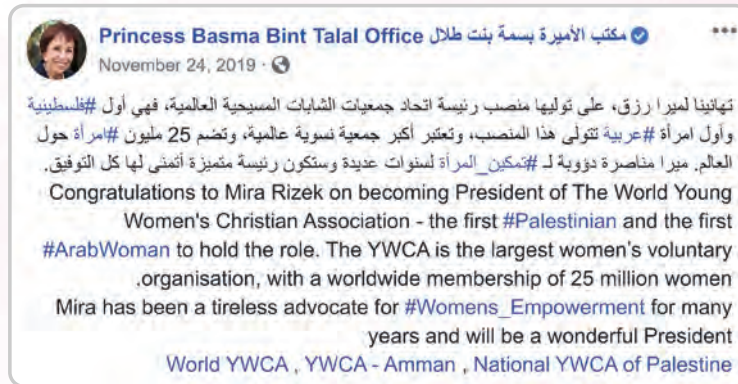 Princess Basma Bint Talal Office مكتب الأميرة بسمة بنت طلال
November 24, 2019 ·
تهانينا لميرا رزق، على توليها منصب رئيسة اتحاد جمعيات الشابات المسيحية العالمية، فهي أول #فلسطينية
وأول امرأة #عربية تتولى هذا المنصب، وتعتبر أكبر جمعية نسوية عالمية، وتضم 25 مليون #امرأة حول
العالم. ميرا مناصرة دؤوبة لـ #تمكين_المرأة لسنوات عديدة وستكون رئيسة متميزة أتمنى لها كل التوفيق.
Congratulations to Mira Rizek on becoming President of The World Young
Women's Christian Association - the first #Palestinian and the first
#ArabWoman to hold the role. The YWCA is the largest women's voluntary
.organisation, with a worldwide membership of 25 million women
Mira has been a tireless advocate for #Womens_Empowerment for many
years and will be a wonderful President
World YWCA , YWCA - Amman , National YWCA of Palestine